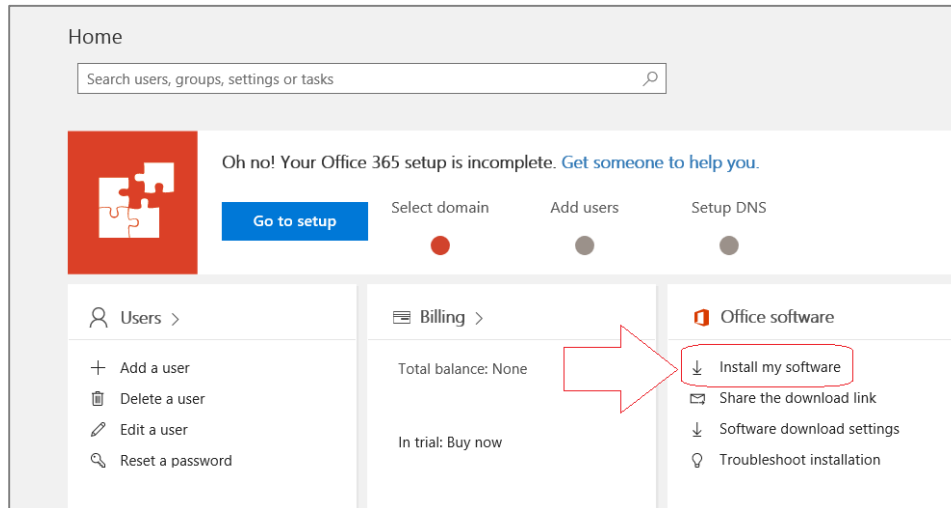 Home
Search users, groups, settings or tasks
Oh no! Your Office 365 setup is incomplete. Get someone to help you.
Go to setup
Select domain
Add users
Setup DNS
Users >
Add a user
Delete a user
Edit a user
Reset a password
Billing >
Total balance: None
In trial: Buy now
Office software
Install my software
Share the download link
Software download settings
Troubleshoot installation